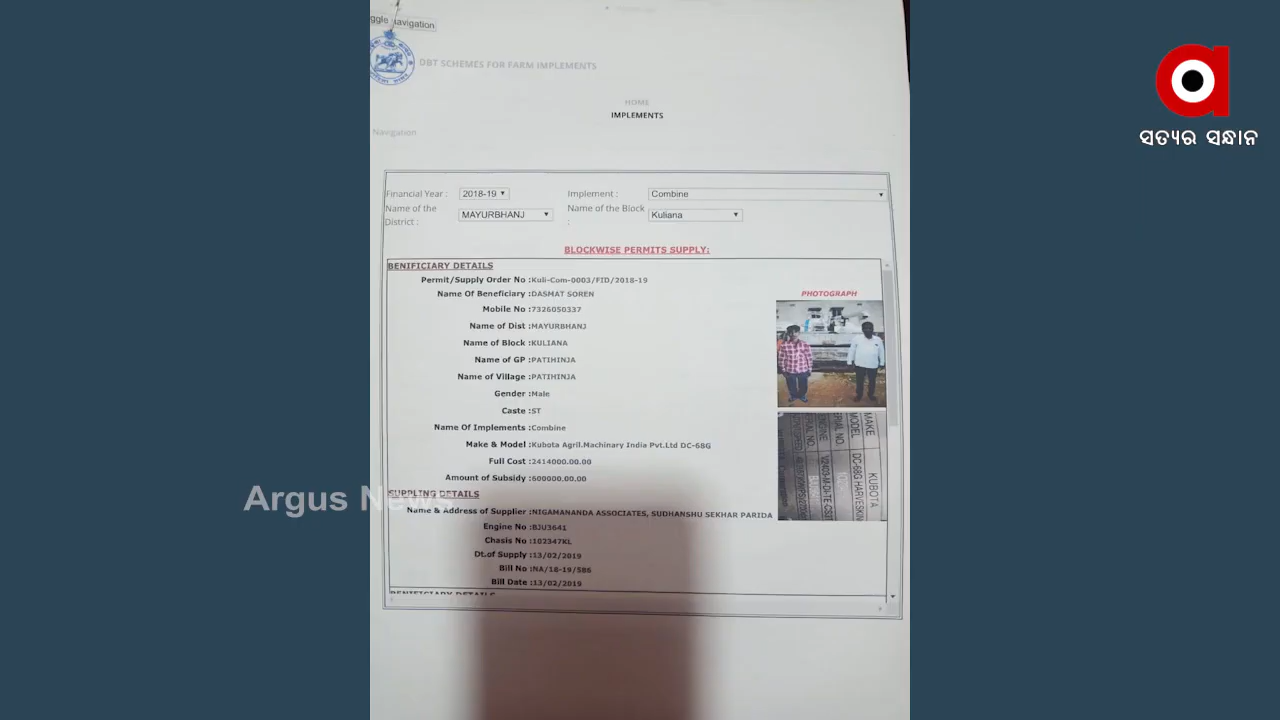 ggle navigation
DBT SCHEMES FOR FARM IMPLEMENTS
HOME
IMPLEMENTS
Navigation
ସତ୍ୟର ସନ୍ଧାନ
Financial Year : 2018-19 Implement : Combine
Name of the District : MAYURBHANJ Name of the Block : Kuliana
BLOCKWISE PERMITS SUPPLY:
BENIFICIARY DETAILS
Permit/Supply Order No :Kuli-Com-0003/FID/2018-19
Name Of Beneficiary :DASMAT SOREN
PHOTOGRAPH
Mobile No :7326050337
Name of Dist :MAYURBHANJ
Name of Block :KULIANA
Name of GP :PATIHINJA
Name of Village :PATIHINJA
Gender :Male
Caste :ST
Name Of Implements :Combine
Make & Model :Kubota Agril.Machinary India Pvt.Ltd DC-68G
Full Cost :2414000.00.00
Amount of Subsidy :600000.00.00
SUPPLING DETAILS
Name & Address of Supplier :NIGAMANANDA ASSOCIATES, SUDHANSHU SEKHAR PARIDA
Engine No :BJU3641
Chasis No :102347KL
Dt.of Supply :13/02/2019
Bill No :NA/18-19/586
Bill Date :13/02/2019
BENIFICIARY DETAILS
MAKE KUBOTA
MODEL DC-68G HARVESKING
Argus News